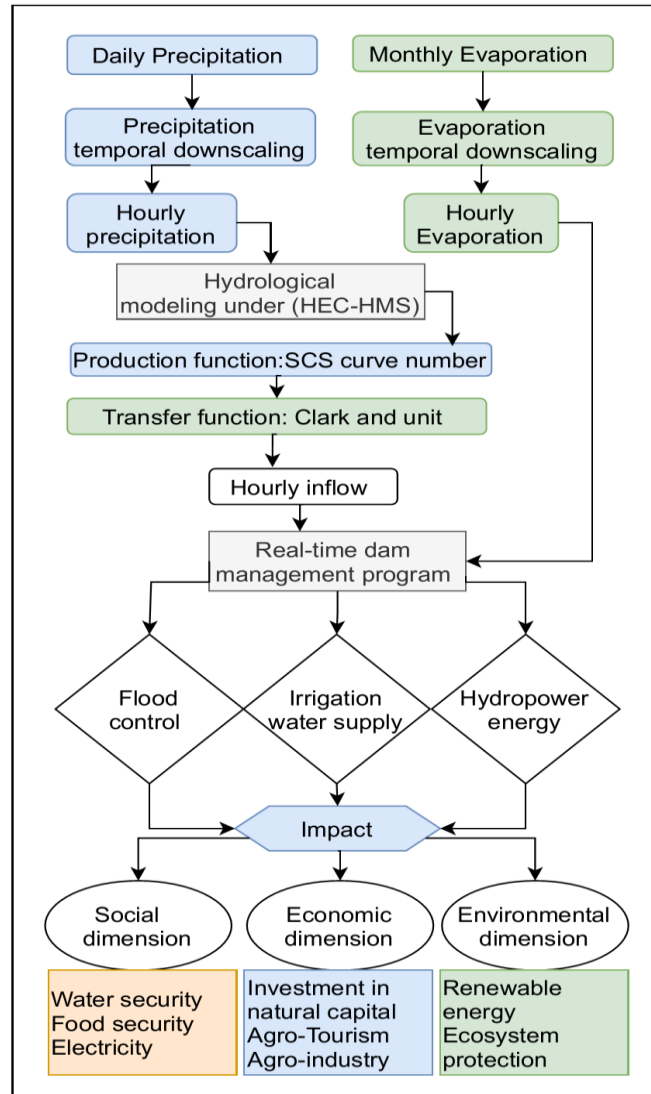 Daily Precipitation
Monthly Evaporation
Precipitation
temporal downscaling
Evaporation
temporal downscaling
Hourly
precipitation
Hourly
Evaporation
Hydrological
modeling under (HEC-HMS)
Production function:SCS curve number
Transfer function: Clark and unit
Hourly inflow
Real-time dam
management program
Flood
control
Irrigation
water supply
Hydropower
energy
Impact
Social
dimension
Economic
dimension
Environmental
dimension
Water security
Food security
Electricity
Investment in
natural capital
Agro-Tourism
Agro-industry
Renewable
energy
Ecosystem
protection